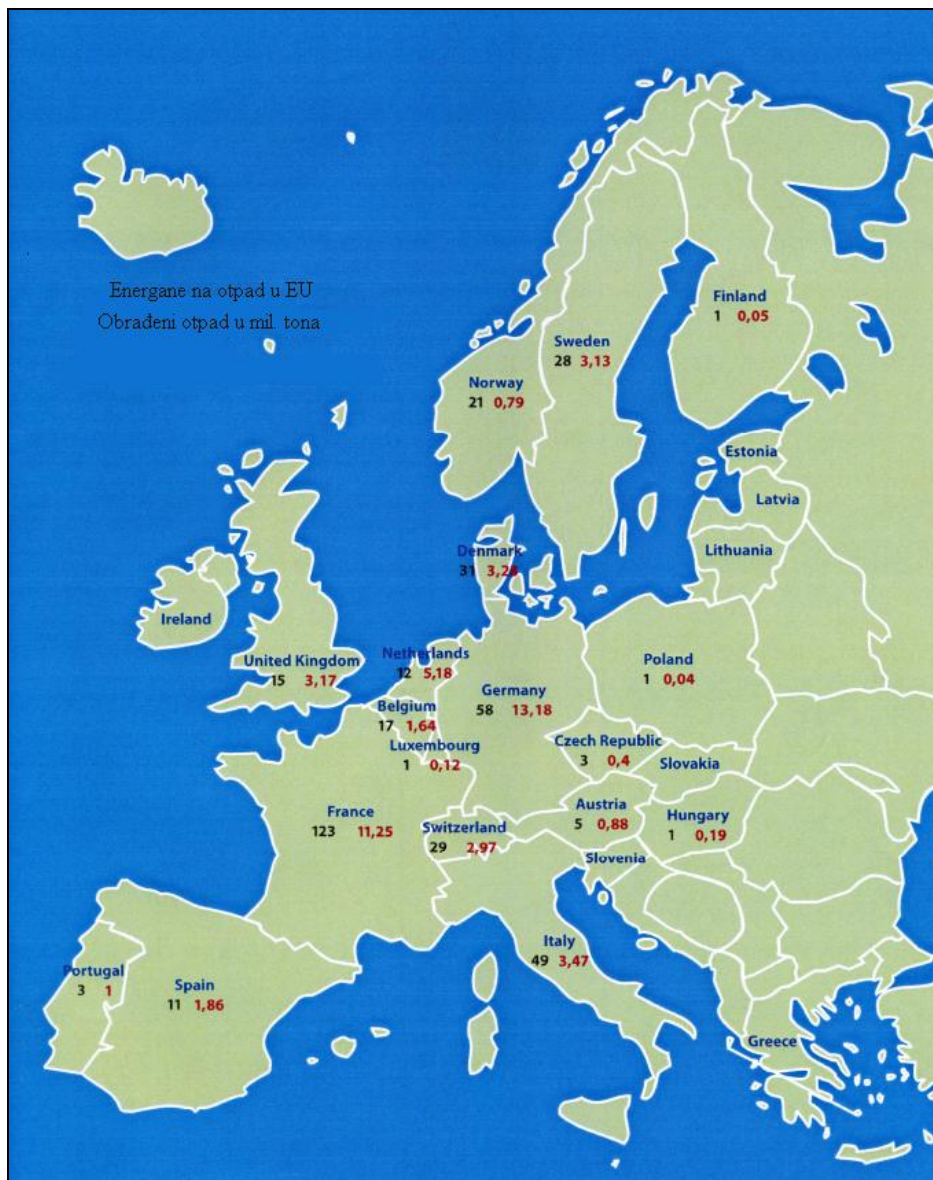 Energane na otpad u EU
Obrađeni otpad u mil. tona
Finland
1 0,05
Sweden
28 3,13
Norway
21 0,79
Estonia
Latvia
Lithuania
Denmark
31 3,28
Ireland
United Kingdom
15 3,17
Netherlands
12 5,18
Poland
1 0,04
Germany
58 13,18
Belgium
17 1,64
Luxembourg
1 0,12
Czech Republic
3 0,4
Slovakia
France
123 11,25
Switzerland
29 2,97
Austria
5 0,88
Hungary
1 0,19
Slovenia
Italy
49 3,47
Portugal
3 1
Spain
11 1,86
Greece